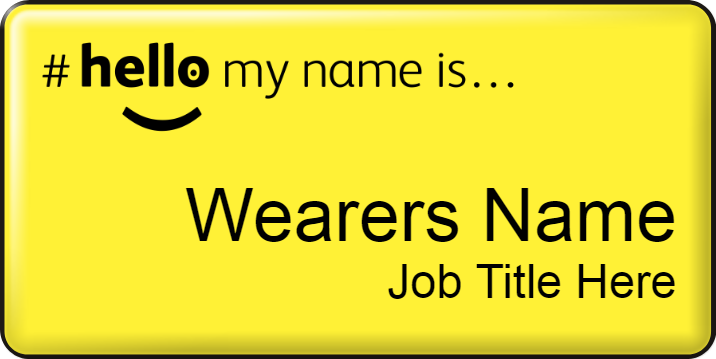 # hello my name is...
Wearers Name
Job Title Here